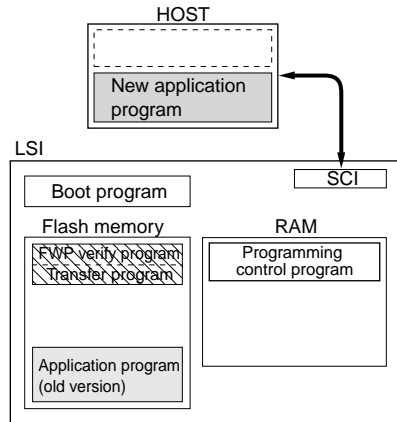 HOST
New application
program
LSI
SCI
Boot program
Flash memory
FWP verify program
Transfer program
Application program
(old version)
RAM
Programming
control program